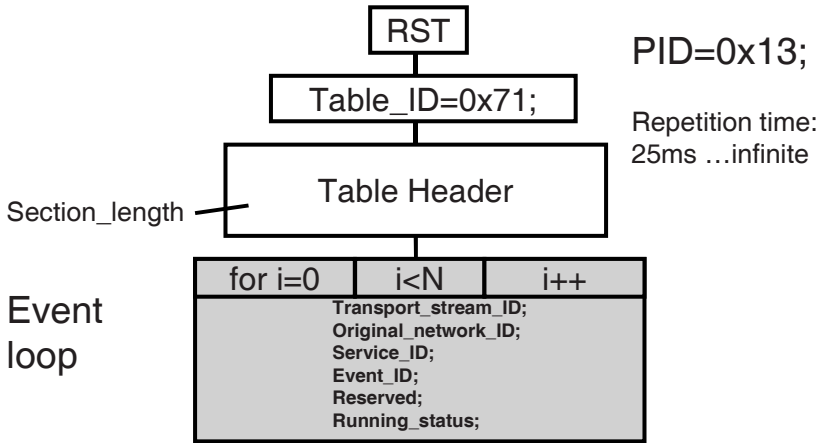 RST
PID=0x13;
Table_ID=0x71;
Repetition time:
25ms …infinite
Table Header
Section_length
for i=0 i<N i++
Event
loop
Transport_stream_ID;
Original_network_ID;
Service_ID;
Event_ID;
Reserved;
Running_status;